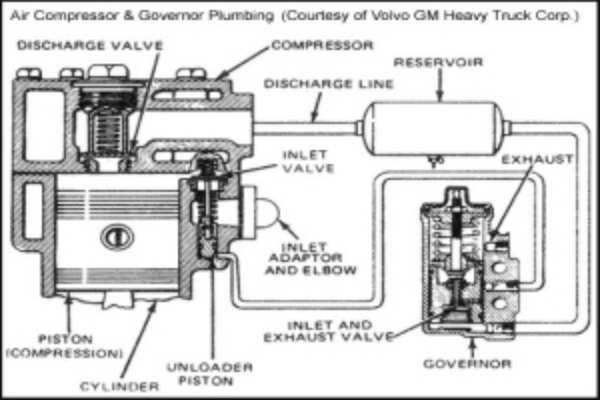 Air Compressor & Governor Plumbing (Courtesy of Volvo GM Heavy Truck Corp.)
DISCHARGE VALVE
COMPRESSOR
RESERVOIR
DISCHARGE LINE
INLET
VALVE
EXHAUST
INLET
ADAPTOR
AND ELBOW
INLET AND
EXHAUST VALVE
PISTON
(COMPRESSION)
UNLOADER
PISTON
GOVERNOR
CYLINDER